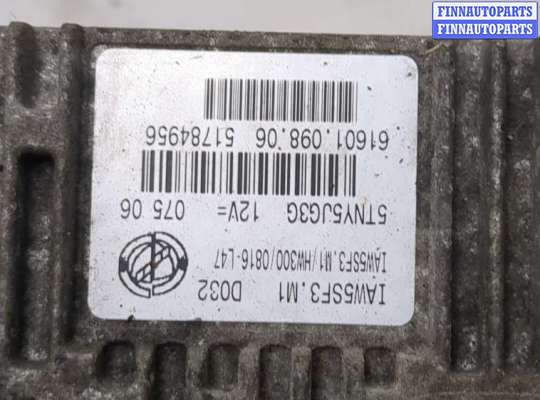 FINNAUTOPARTS
FINNAUTOPARTS
IAW5SF3.M1 D032
IAW5SF3.M1/HW300/0816-L47
5TNY5JG3G 12V= 075 06
61601.098.06 51784956